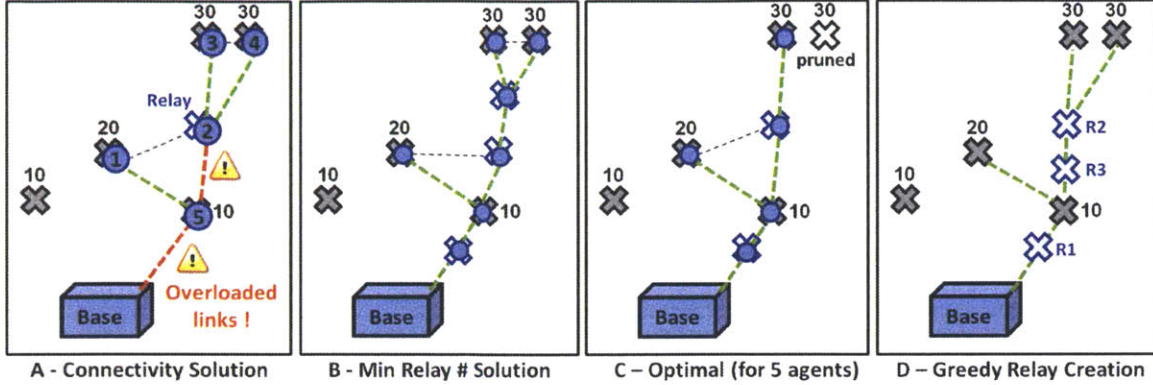 30 30
3 4
Relay
2
20
1
10
5 10
Overloaded
links !
Base
A - Connectivity Solution
30 30
20
10
10
Base
B - Min Relay # Solution
30 30
pruned
20
10
10
Base
C – Optimal (for 5 agents)
30 30
R2
20
R3
10
10
R1
Base
D – Greedy Relay Creation